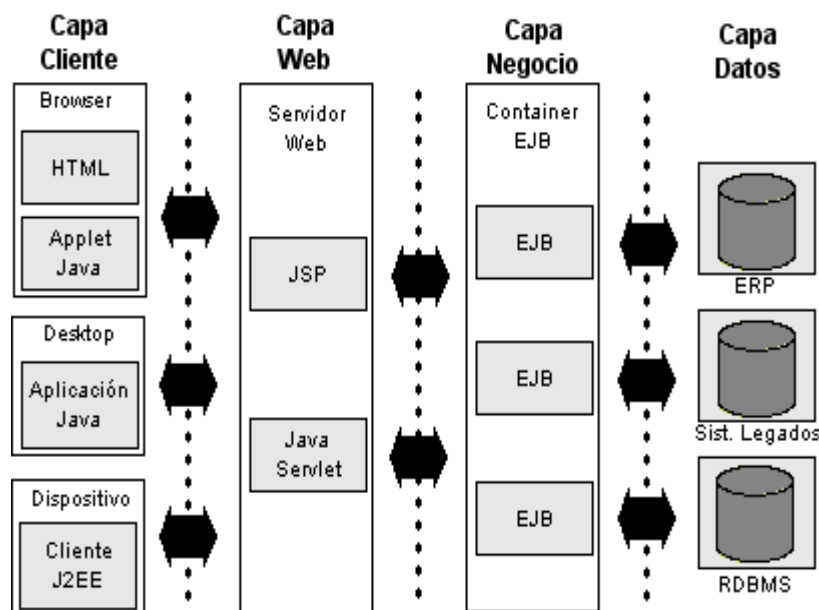 Capa
Cliente
Capa
Web
Capa
Negocio
Capa
Datos
Browser
HTML
Applet
Java
Desktop
Aplicación
Java
Dispositivo
Cliente
J2EE
Servidor
Web
JSP
Java
Servlet
Container
EJB
EJB
EJB
EJB
ERP
Sist. Legados
RDBMS